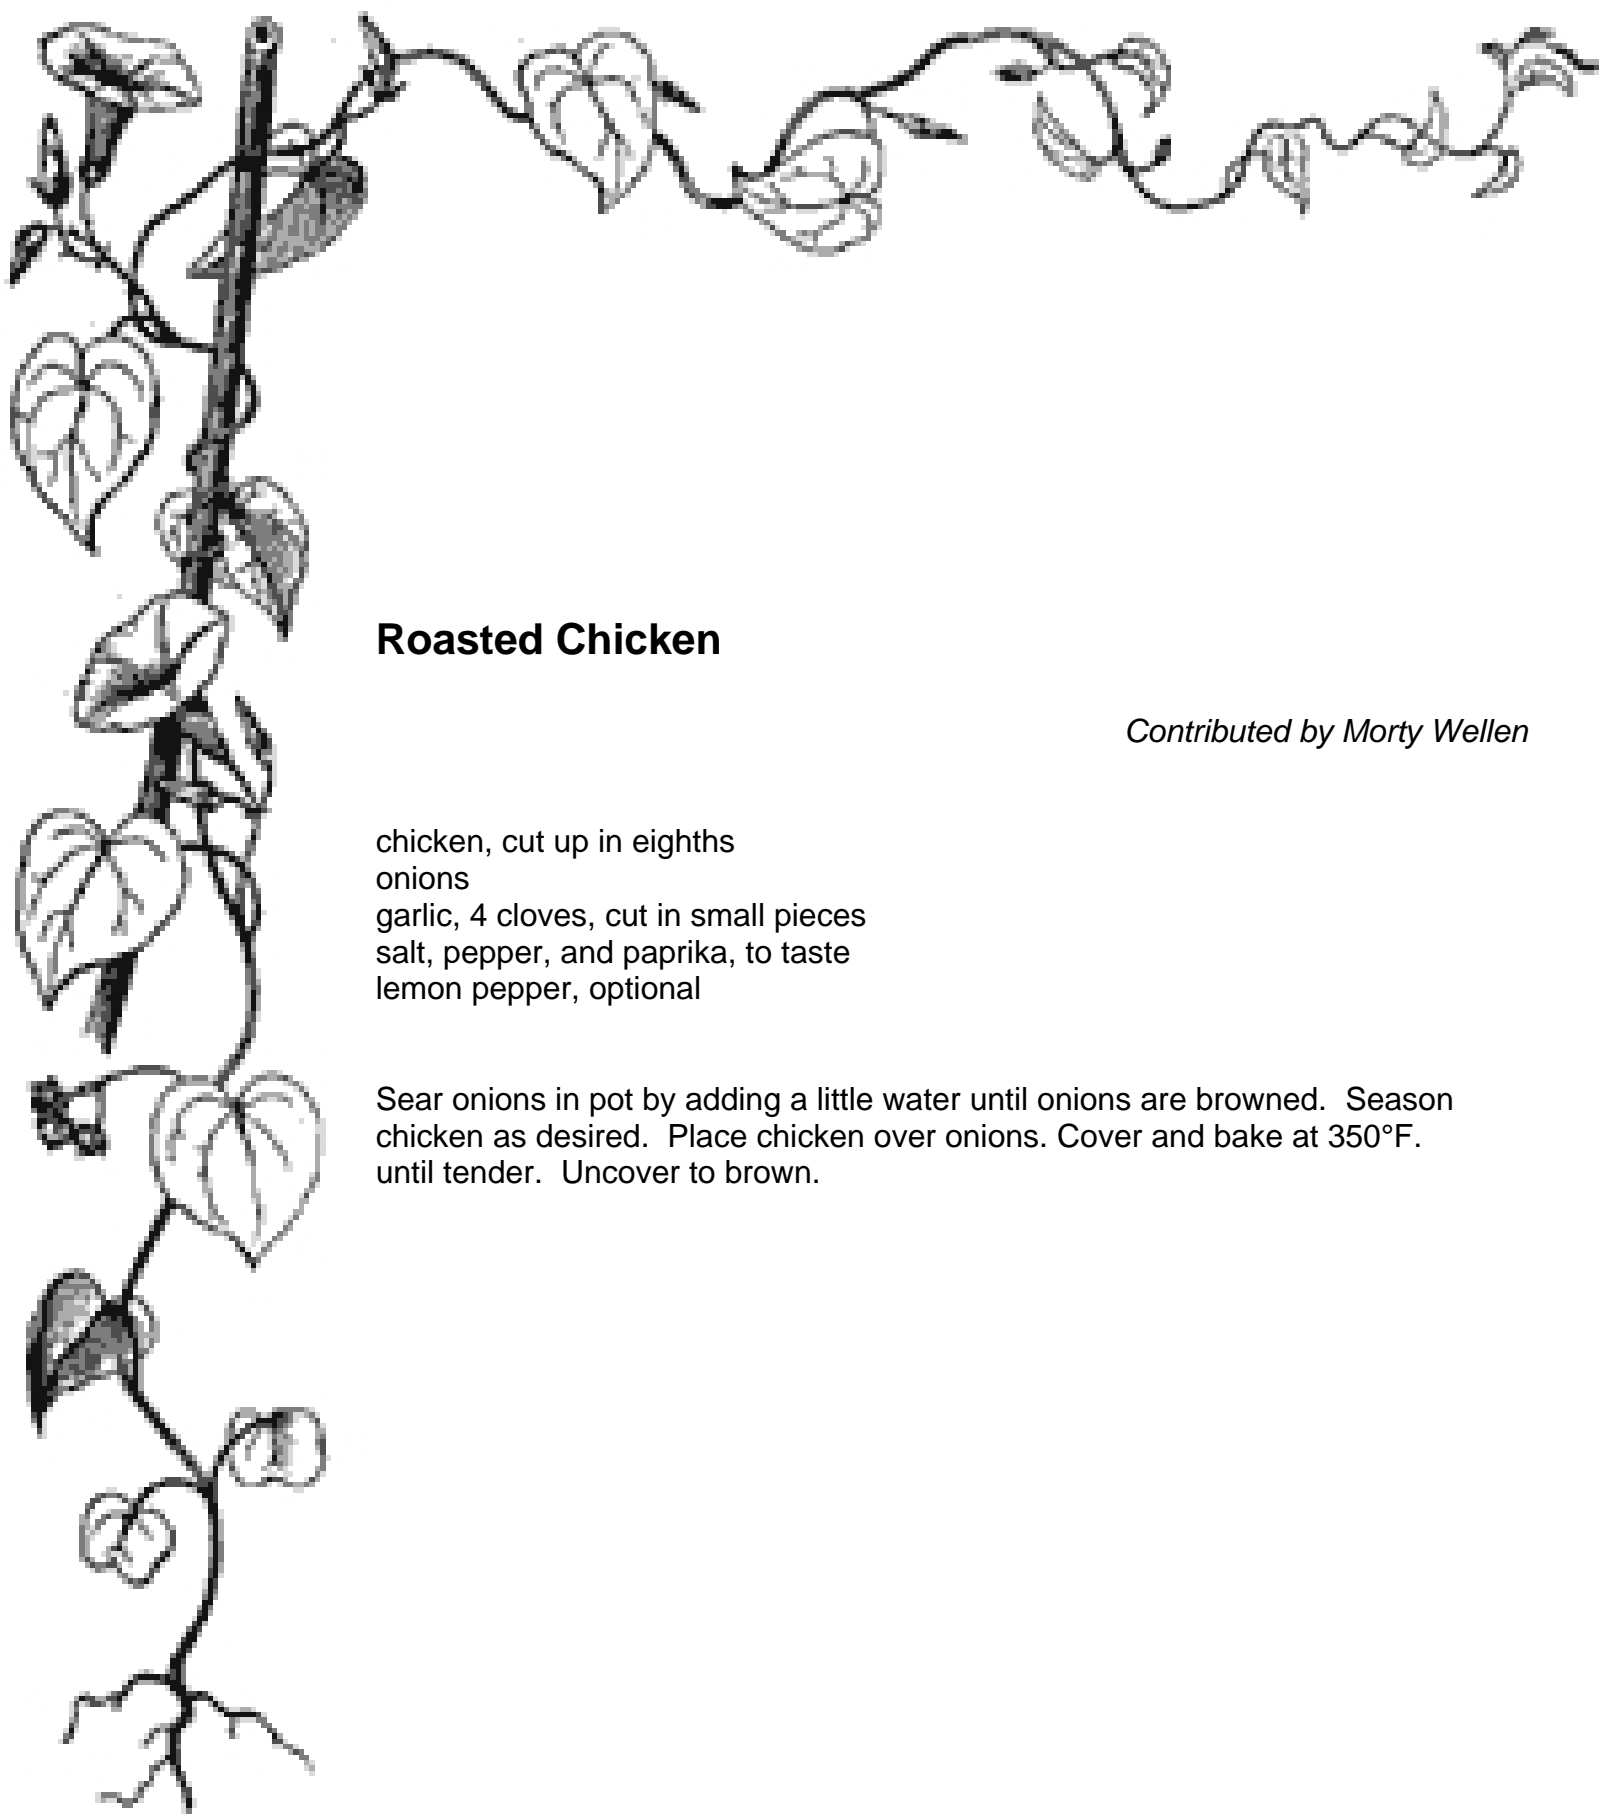 Roasted Chicken
Contributed by Morty Wellen
chicken, cut up in eighths
onions
garlic, 4 cloves, cut in small pieces
salt, pepper, and paprika, to taste
lemon pepper, optional
Sear onions in pot by adding a little water until onions are browned.  Season
chicken as desired.  Place chicken over onions. Cover and bake at 350°F.
until tender.  Uncover to brown.